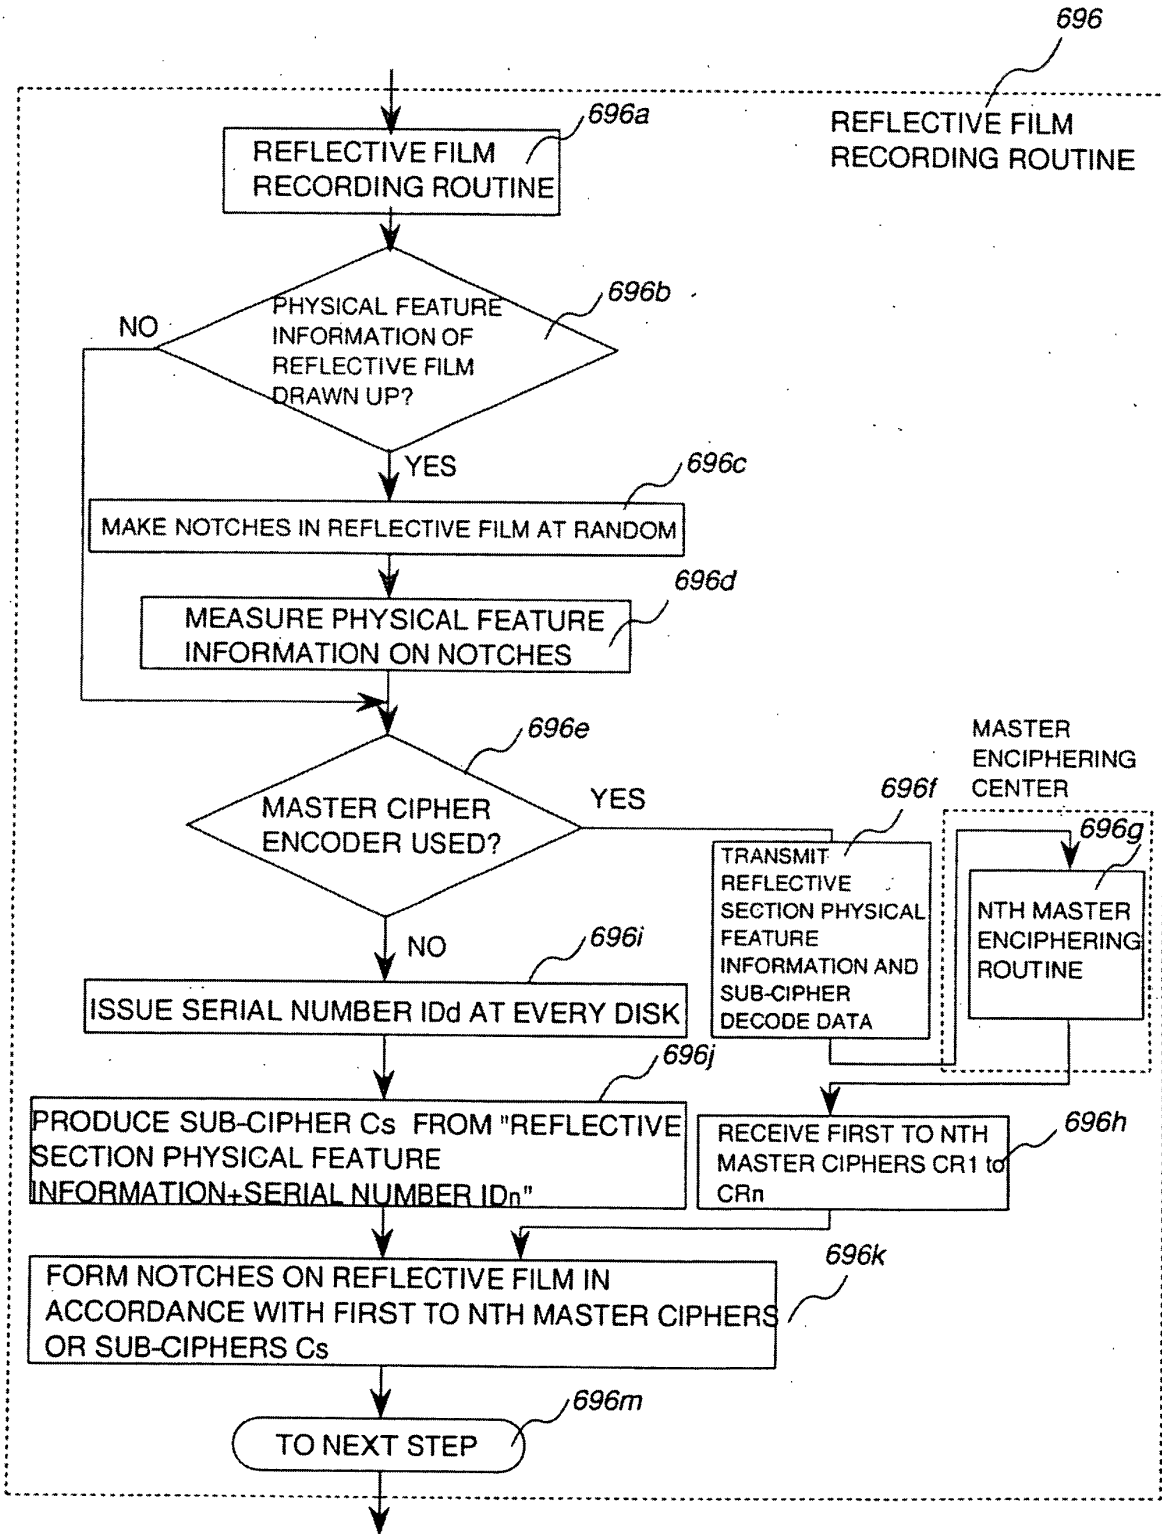 696
REFLECTIVE FILM
RECORDING ROUTINE
696a
REFLECTIVE FILM
RECORDING ROUTINE
696b
PHYSICAL FEATURE
INFORMATION OF
REFLECTIVE FILM
DRAWN UP?
NO
YES
696c
MAKE NOTCHES IN REFLECTIVE FILM AT RANDOM
696d
MEASURE PHYSICAL FEATURE
INFORMATION ON NOTCHES
696e
MASTER CIPHER
ENCODER USED?
YES
NO
696f
TRANSMIT
REFLECTIVE
SECTION PHYSICAL
FEATURE
INFORMATION AND
SUB-CIPHER
DECODE DATA
MASTER
ENCIPHERING
CENTER
696g
NTH MASTER
ENCIPHERING
ROUTINE
696i
ISSUE SERIAL NUMBER IDd AT EVERY DISK
696j
PRODUCE SUB-CIPHER Cs FROM "REFLECTIVE
SECTION PHYSICAL FEATURE
INFORMATION+SERIAL NUMBER IDn"
696h
RECEIVE FIRST TO NTH
MASTER CIPHERS CR1 to
CRn
696k
FORM NOTCHES ON REFLECTIVE FILM IN
ACCORDANCE WITH FIRST TO NTH MASTER CIPHERS
OR SUB-CIPHERS Cs
696m
TO NEXT STEP